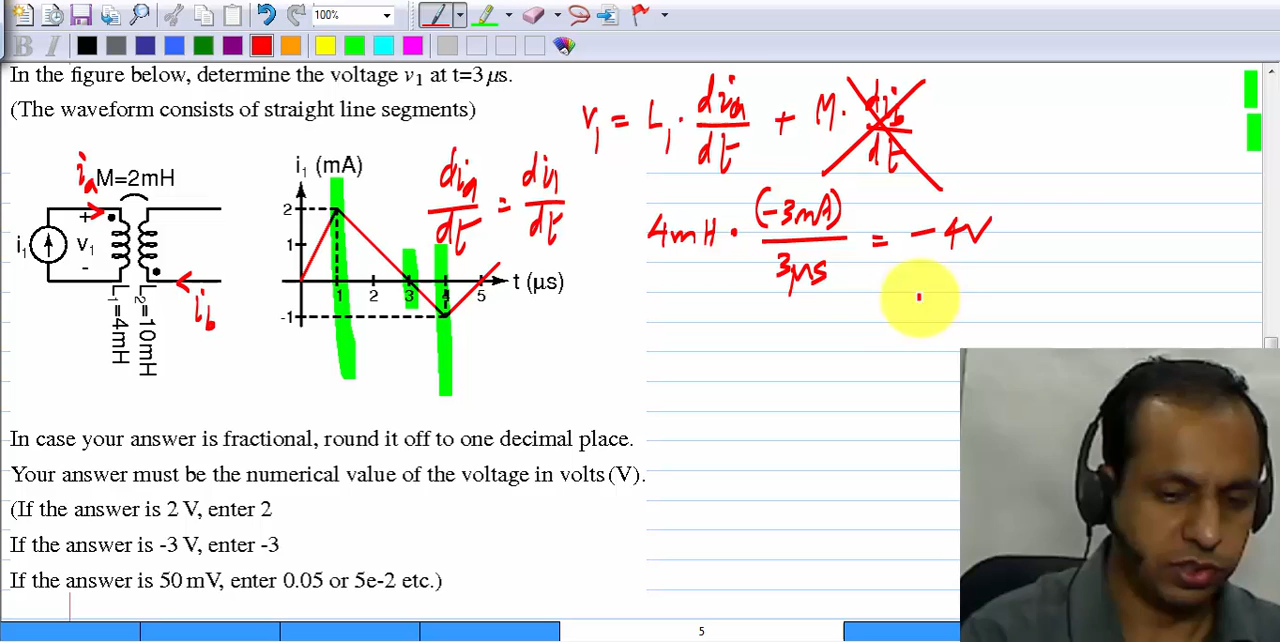 100%
B I
In the figure below, determine the voltage v1 at t=3 μs.
(The waveform consists of straight line segments)
v1 = L1 · dia/dt + M · dib/dt
ia
M=2mH
i1
+
v1
-
L1=4mH
L2=10mH
ib
i1 (mA)
2
1
-1
1 2 3 4 5
t (μs)
dia/dt = di1/dt
4mH · (-3mA)/3μs = -4V
In case your answer is fractional, round it off to one decimal place.
Your answer must be the numerical value of the voltage in volts (V).
(If the answer is 2 V, enter 2
If the answer is -3 V, enter -3
If the answer is 50 mV, enter 0.05 or 5e-2 etc.)
5